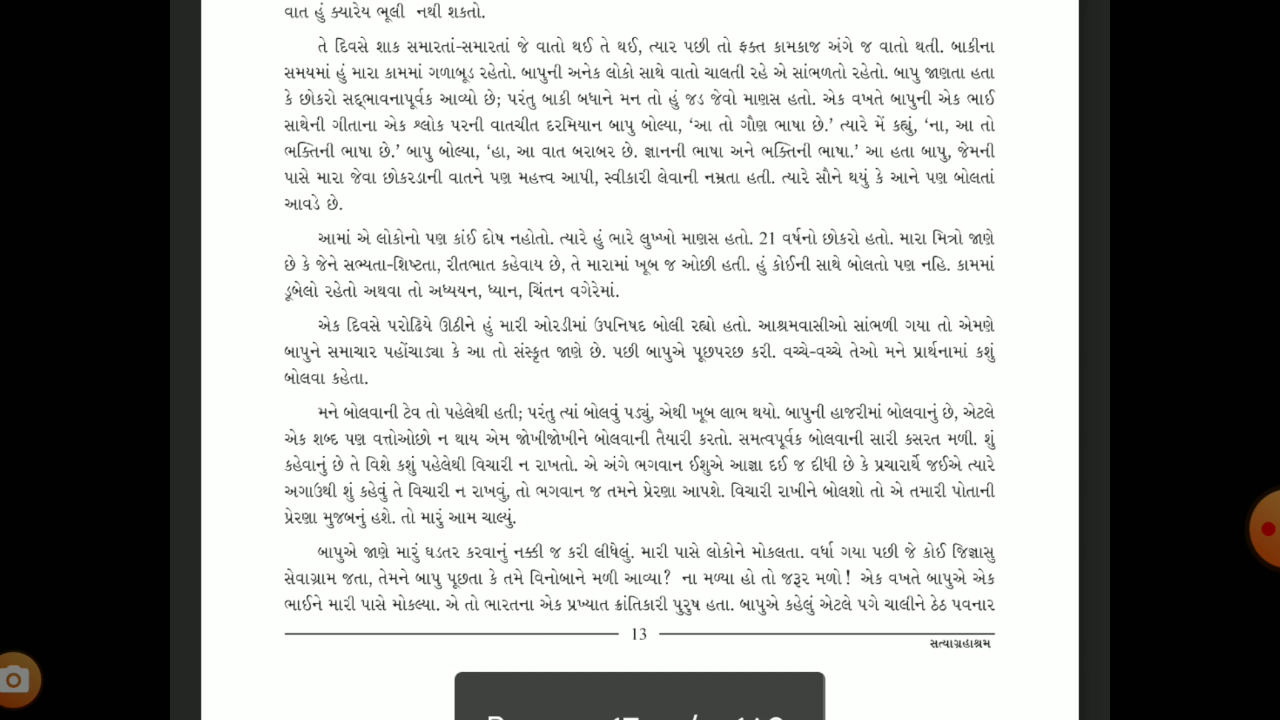 વાત હું ક્યારેય ભૂલી નથી શકતો.
તે દિવસે શાક સમારતાં-સમારતાં જે વાતો થઈ તે થઈ, ત્યાર પછી તો ફક્ત કામકાજ અંગે જ વાતો થતી. બાકીના
સમયમાં હું મારા કામમાં ગળાબૂડ રહેતો. બાપુની અનેક લોકો સાથે વાતો ચાલતી રહે એ સાંભળતો રહેતો. બાપુ જાણતા હતા
કે છોકરો સદ્ભાવનાપૂર્વક આવ્યો છે; પરંતુ બાકી બધાને મન તો હું જડ જેવો માણસ હતો. એક વખતે બાપુની એક ભાઈ
સાથેની ગીતાના એક શ્લોક પરની વાતચીત દરમિયાન બાપુ બોલ્યા, ‘આ તો ગૌણ ભાષા છે.’ ત્યારે મેં કહ્યું, ‘ના, આ તો
ભક્તિની ભાષા છે.’ બાપુ બોલ્યા, ‘હા, આ વાત બરાબર છે. જ્ઞાનની ભાષા અને ભક્તિની ભાષા.’ આ હતા બાપુ, જેમની
પાસે મારા જેવા છોકરડાની વાતને પણ મહત્ત્વ આપી, સ્વીકારી લેવાની નમ્રતા હતી. ત્યારે સૌને થયું કે આને પણ બોલતાં
આવડે છે.
આમાં એ લોકોનો પણ કાંઈ દોષ નહોતો. ત્યારે હું ભારે લુખ્ખો માણસ હતો. 21 વર્ષનો છોકરો હતો. મારા મિત્રો જાણે
છે કે જેને સભ્યતા-શિષ્ટતા, રીતભાત કહેવાય છે, તે મારામાં ખૂબ જ ઓછી હતી. હું કોઈની સાથે બોલતો પણ નહિ. કામમાં
ડૂબેલો રહેતો અથવા તો અધ્યયન, ધ્યાન, ચિંતન વગેરેમાં.
એક દિવસે પરોઢિયે ઊઠીને હું મારી ઓરડીમાં ઉપનિષદ બોલી રહ્યો હતો. આશ્રમવાસીઓ સાંભળી ગયા તો એમણે
બાપુને સમાચાર પહોંચાડ્યા કે આ તો સંસ્કૃત જાણે છે. પછી બાપુએ પૂછપરછ કરી. વચ્ચે-વચ્ચે તેઓ મને પ્રાર્થનામાં કશું
બોલવા કહેતા.
મને બોલવાની ટેવ તો પહેલેથી હતી; પરંતુ ત્યાં બોલવું પડ્યું, એથી ખૂબ લાભ થયો. બાપુની હાજરીમાં બોલવાનું છે, એટલે
એક શબ્દ પણ વત્તોઓછો ન થાય એમ જોખીજોખીને બોલવાની તૈયારી કરતો. સમત્વપૂર્વક બોલવાની સારી કસરત મળી. શું
કહેવાનું છે તે વિશે કશું પહેલેથી વિચારી ન રાખતો. એ અંગે ભગવાન ઈશુએ આજ્ઞા દઈ જ દીધી છે કે પ્રચારાર્થે જઈએ ત્યારે
અગાઉથી શું કહેવું તે વિચારી ન રાખવું, તો ભગવાન જ તમને પ્રેરણા આપશે. વિચારી રાખીને બોલશો તો એ તમારી પોતાની
પ્રેરણા મુજબનું હશે. તો મારું આમ ચાલ્યું.
બાપુએ જાણે મારું ઘડતર કરવાનું નક્કી જ કરી લીધેલું. મારી પાસે લોકોને મોકલતા. વર્ધા ગયા પછી જે કોઈ જિજ્ઞાસુ
સેવાગ્રામ જતા, તેમને બાપુ પૂછતા કે તમે વિનોબાને મળી આવ્યા? ના મળ્યા હો તો જરૂર મળો! એક વખતે બાપુએ એક
ભાઈને મારી પાસે મોકલ્યા. એ તો ભારતના એક પ્રખ્યાત ક્રાંતિકારી પુરુષ હતા. બાપુએ કહેલું એટલે પગે ચાલીને ઠેઠ પવનાર
13
સત્યાગ્રહાશ્રમ